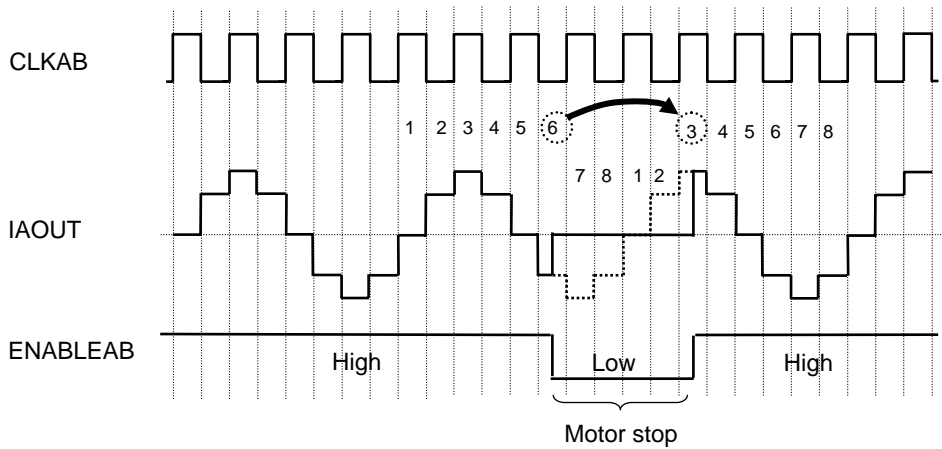 CLKAB
1 2 3 4 5 6 3 4 5 6 7 8
7 8 1 2
IAOUT
ENABLEAB
High Low High
Motor stop